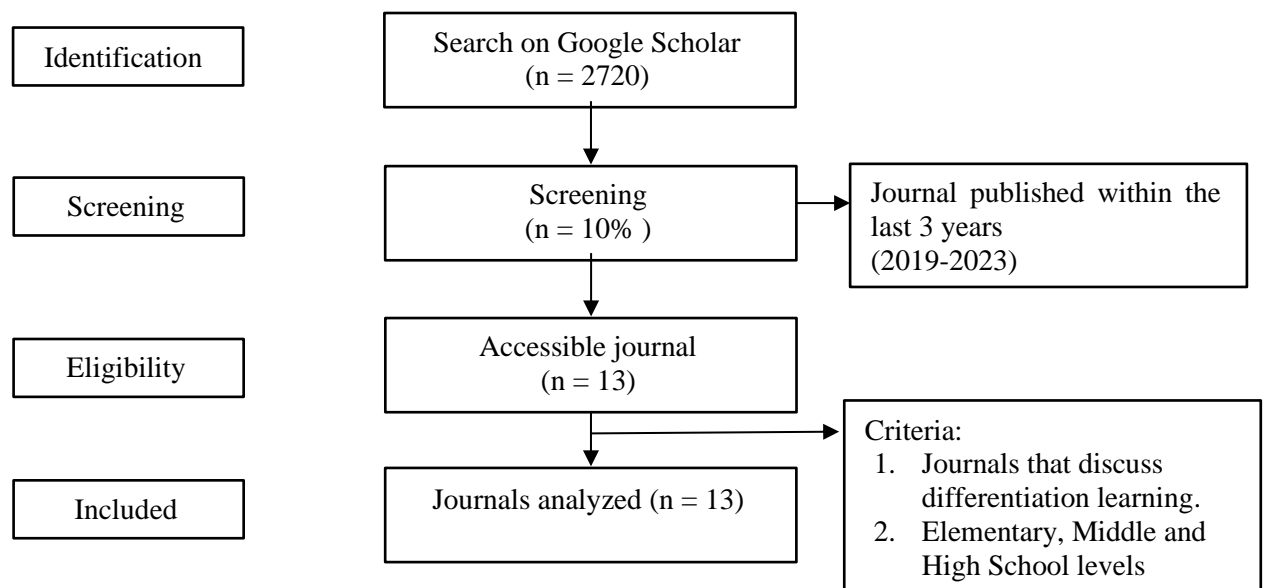 Identification
Search on Google Scholar
(n = 2720)
Screening
Screening
(n = 10% )
Journal published within the
last 3 years
(2019-2023)
Eligibility
Accessible journal
(n = 13)
Included
Journals analyzed (n = 13)
Criteria:
1. Journals that discuss
differentiation learning.
2. Elementary, Middle and
High School levels